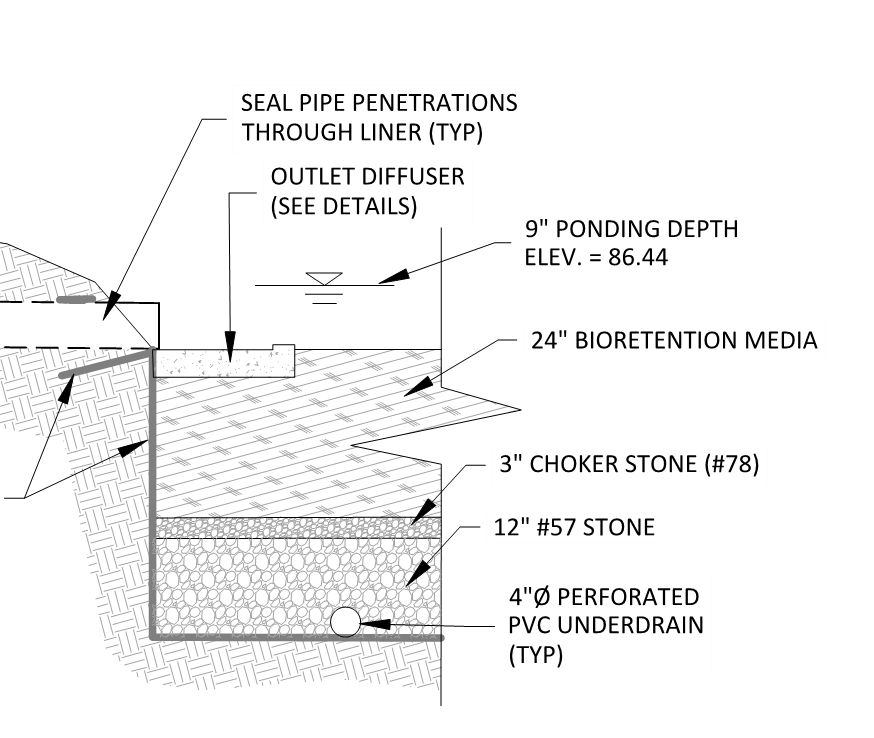 SEAL PIPE PENETRATIONS
THROUGH LINER (TYP)
OUTLET DIFFUSER
(SEE DETAILS)
9" PONDING DEPTH
ELEV. = 86.44
24" BIORETENTION MEDIA
3" CHOKER STONE (#78)
12" #57 STONE
4"Ø PERFORATED
PVC UNDERDRAIN
(TYP)